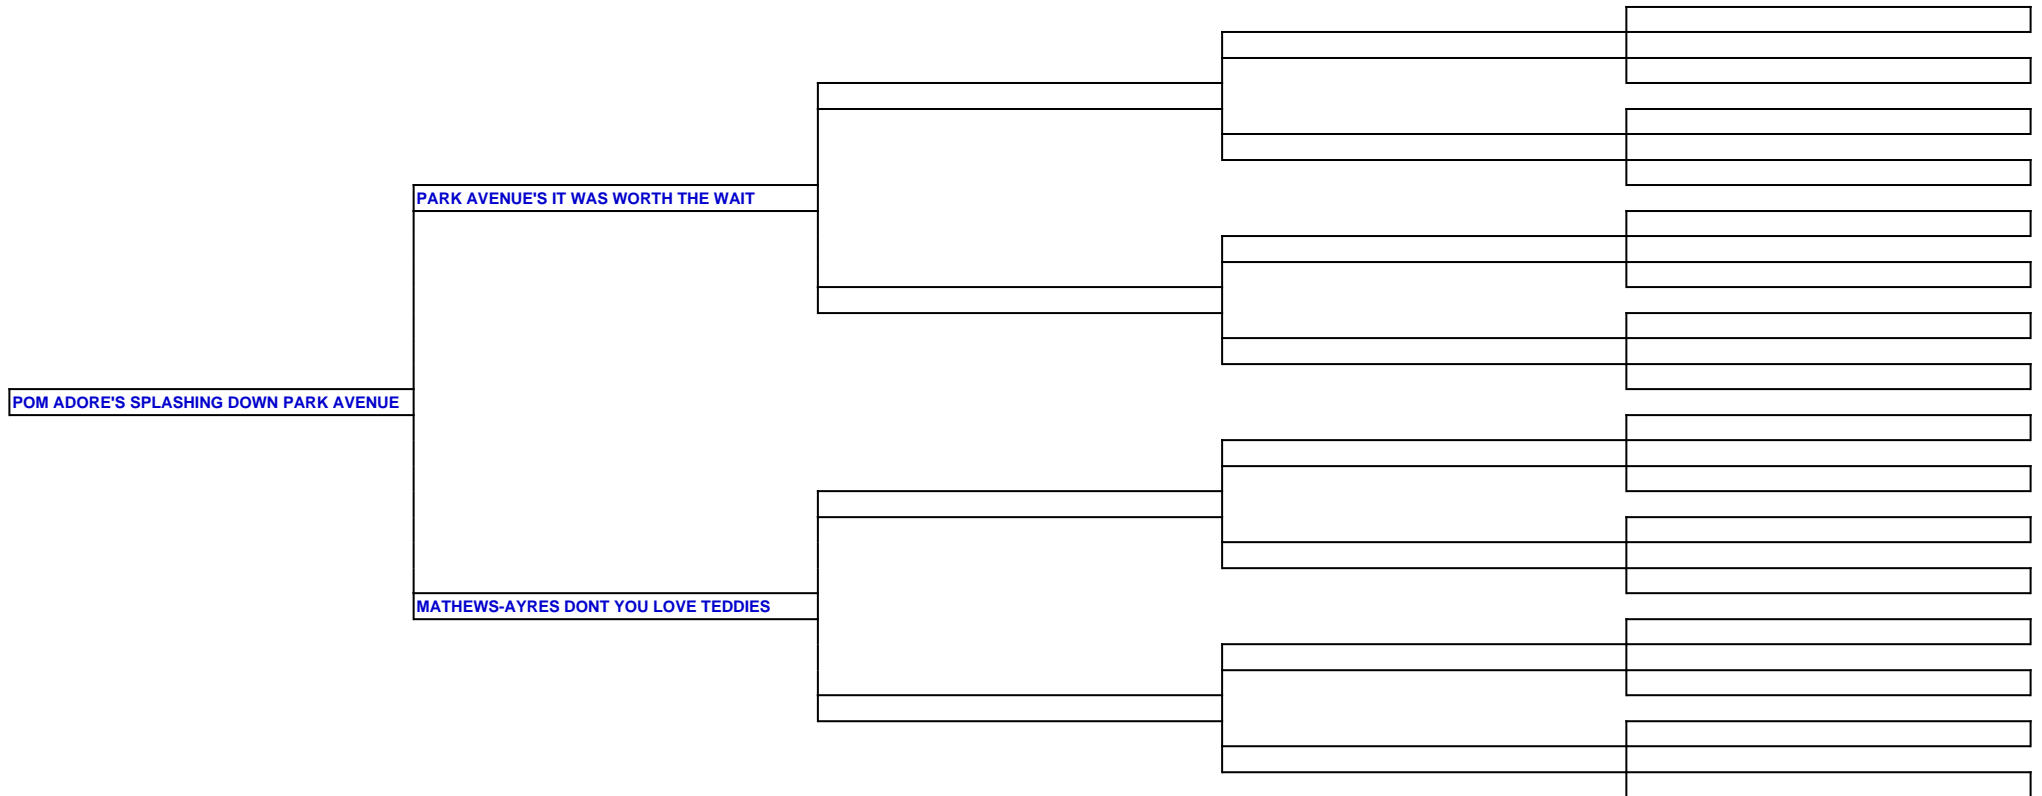 PARK AVENUE'S IT WAS WORTH THE WAIT
POM ADORE'S SPLASHING DOWN PARK AVENUE
MATHEWS-AYRES DONT YOU LOVE TEDDIES